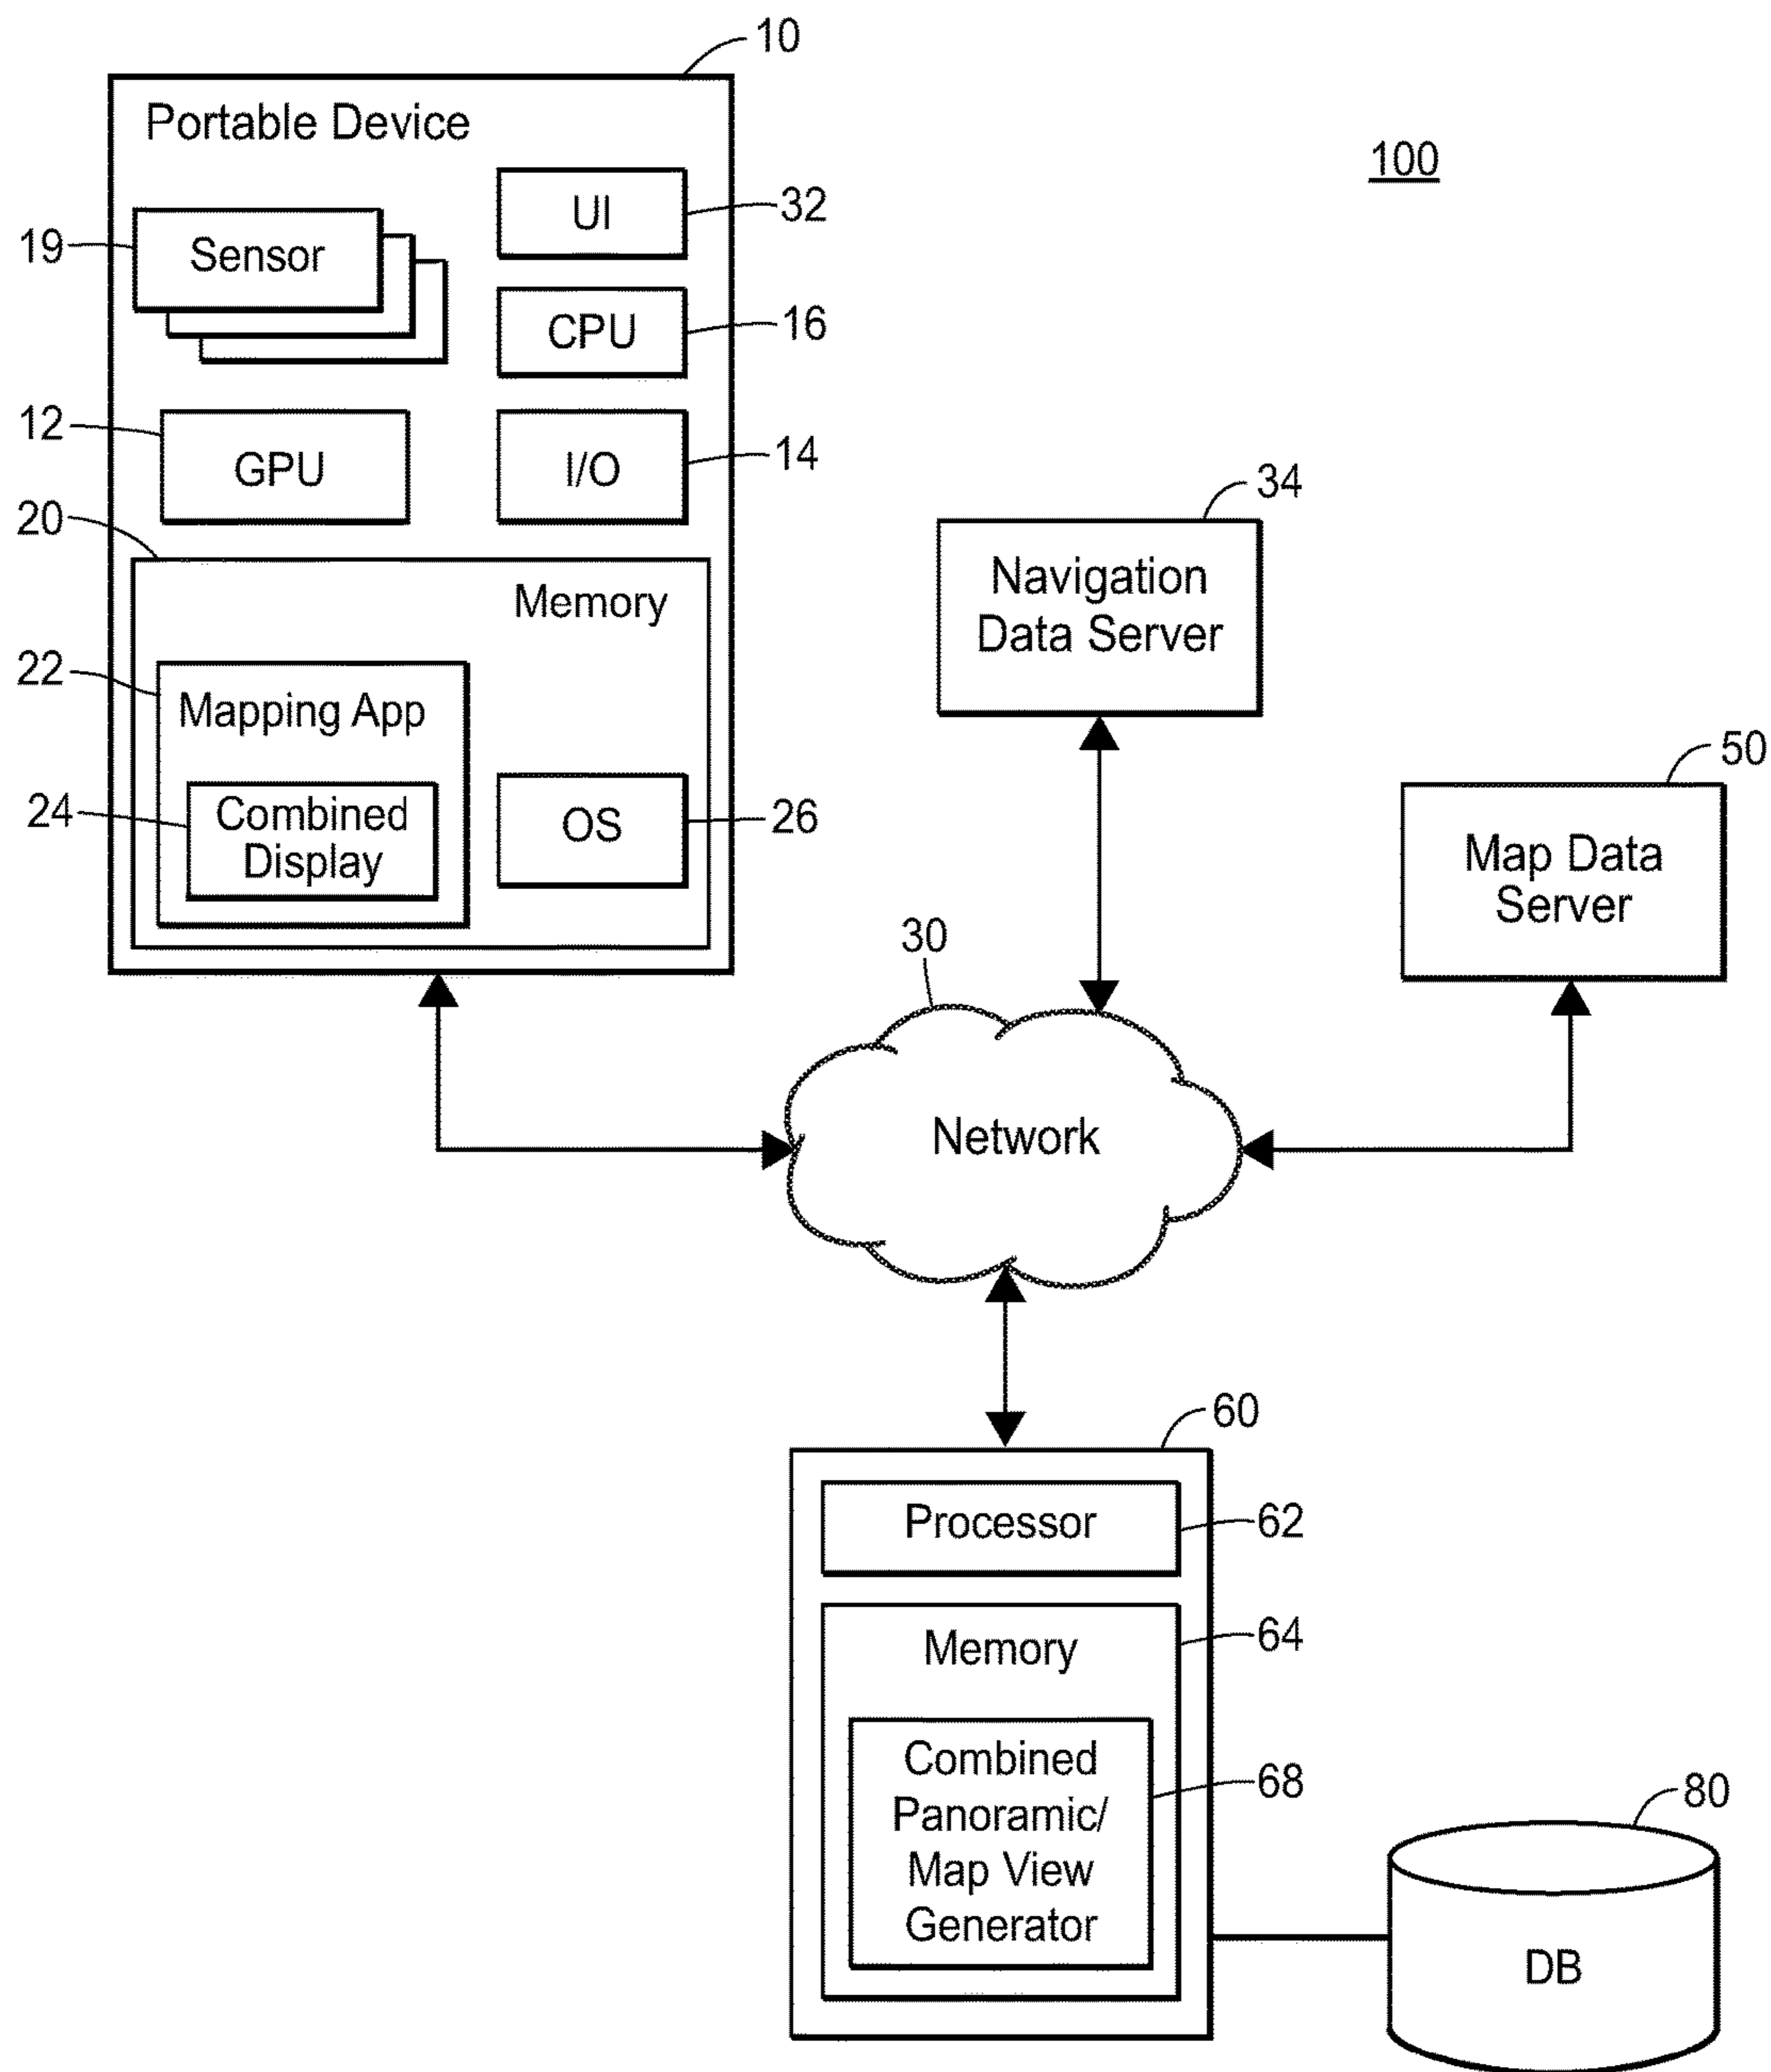 10
Portable Device
100
UI
32
19
Sensor
CPU
16
12
GPU
I/O
14
20
Memory
34
Navigation
Data Server
22
Mapping App
24
Combined
Display
OS
26
50
Map Data
Server
30
Network
60
Processor
62
Memory
64
Combined
Panoramic/
Map View
Generator
68
80
DB